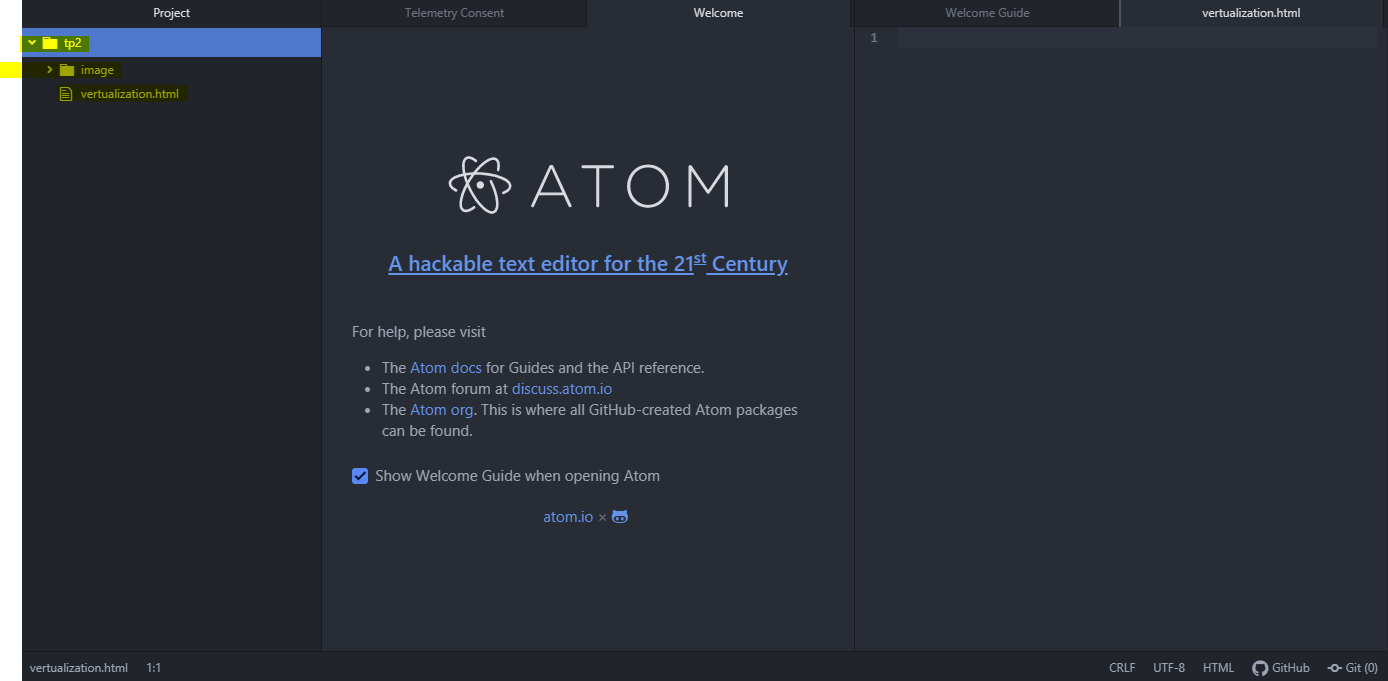 Project
tp2
image
vertualization.html
Telemetry Consent
Welcome
ATOM
A hackable text editor for the 21st Century
For help, please visit
• The Atom docs for Guides and the API reference.
• The Atom forum at discuss.atom.io
• The Atom org. This is where all GitHub-created Atom packages
can be found.
Show Welcome Guide when opening Atom
atom.io ×
Welcome Guide
vertualization.html
1
vertualization.html 1:1
CRLF UTF-8 HTML GitHub Git (0)